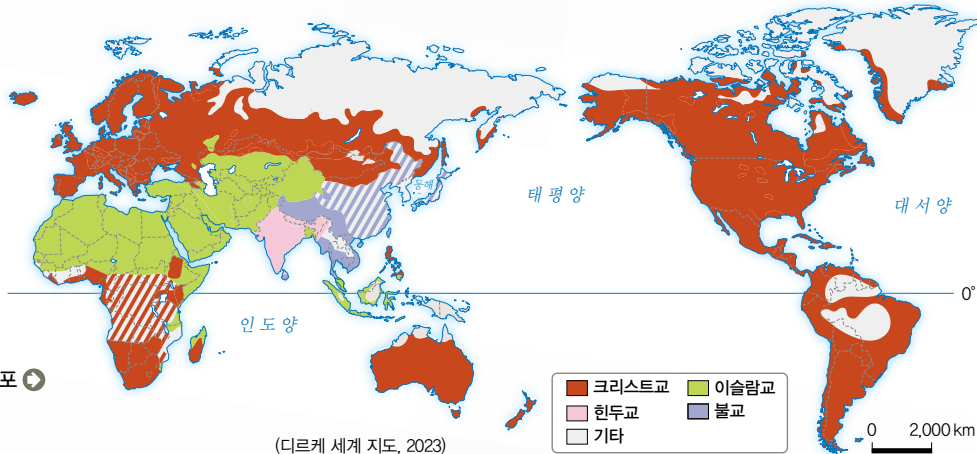 동해
태평양
대서양
인도양
0°
포
크리스트교
이슬람교
힌두교
불교
기타
0 2,000 km
(디르케 세계 지도, 2023)